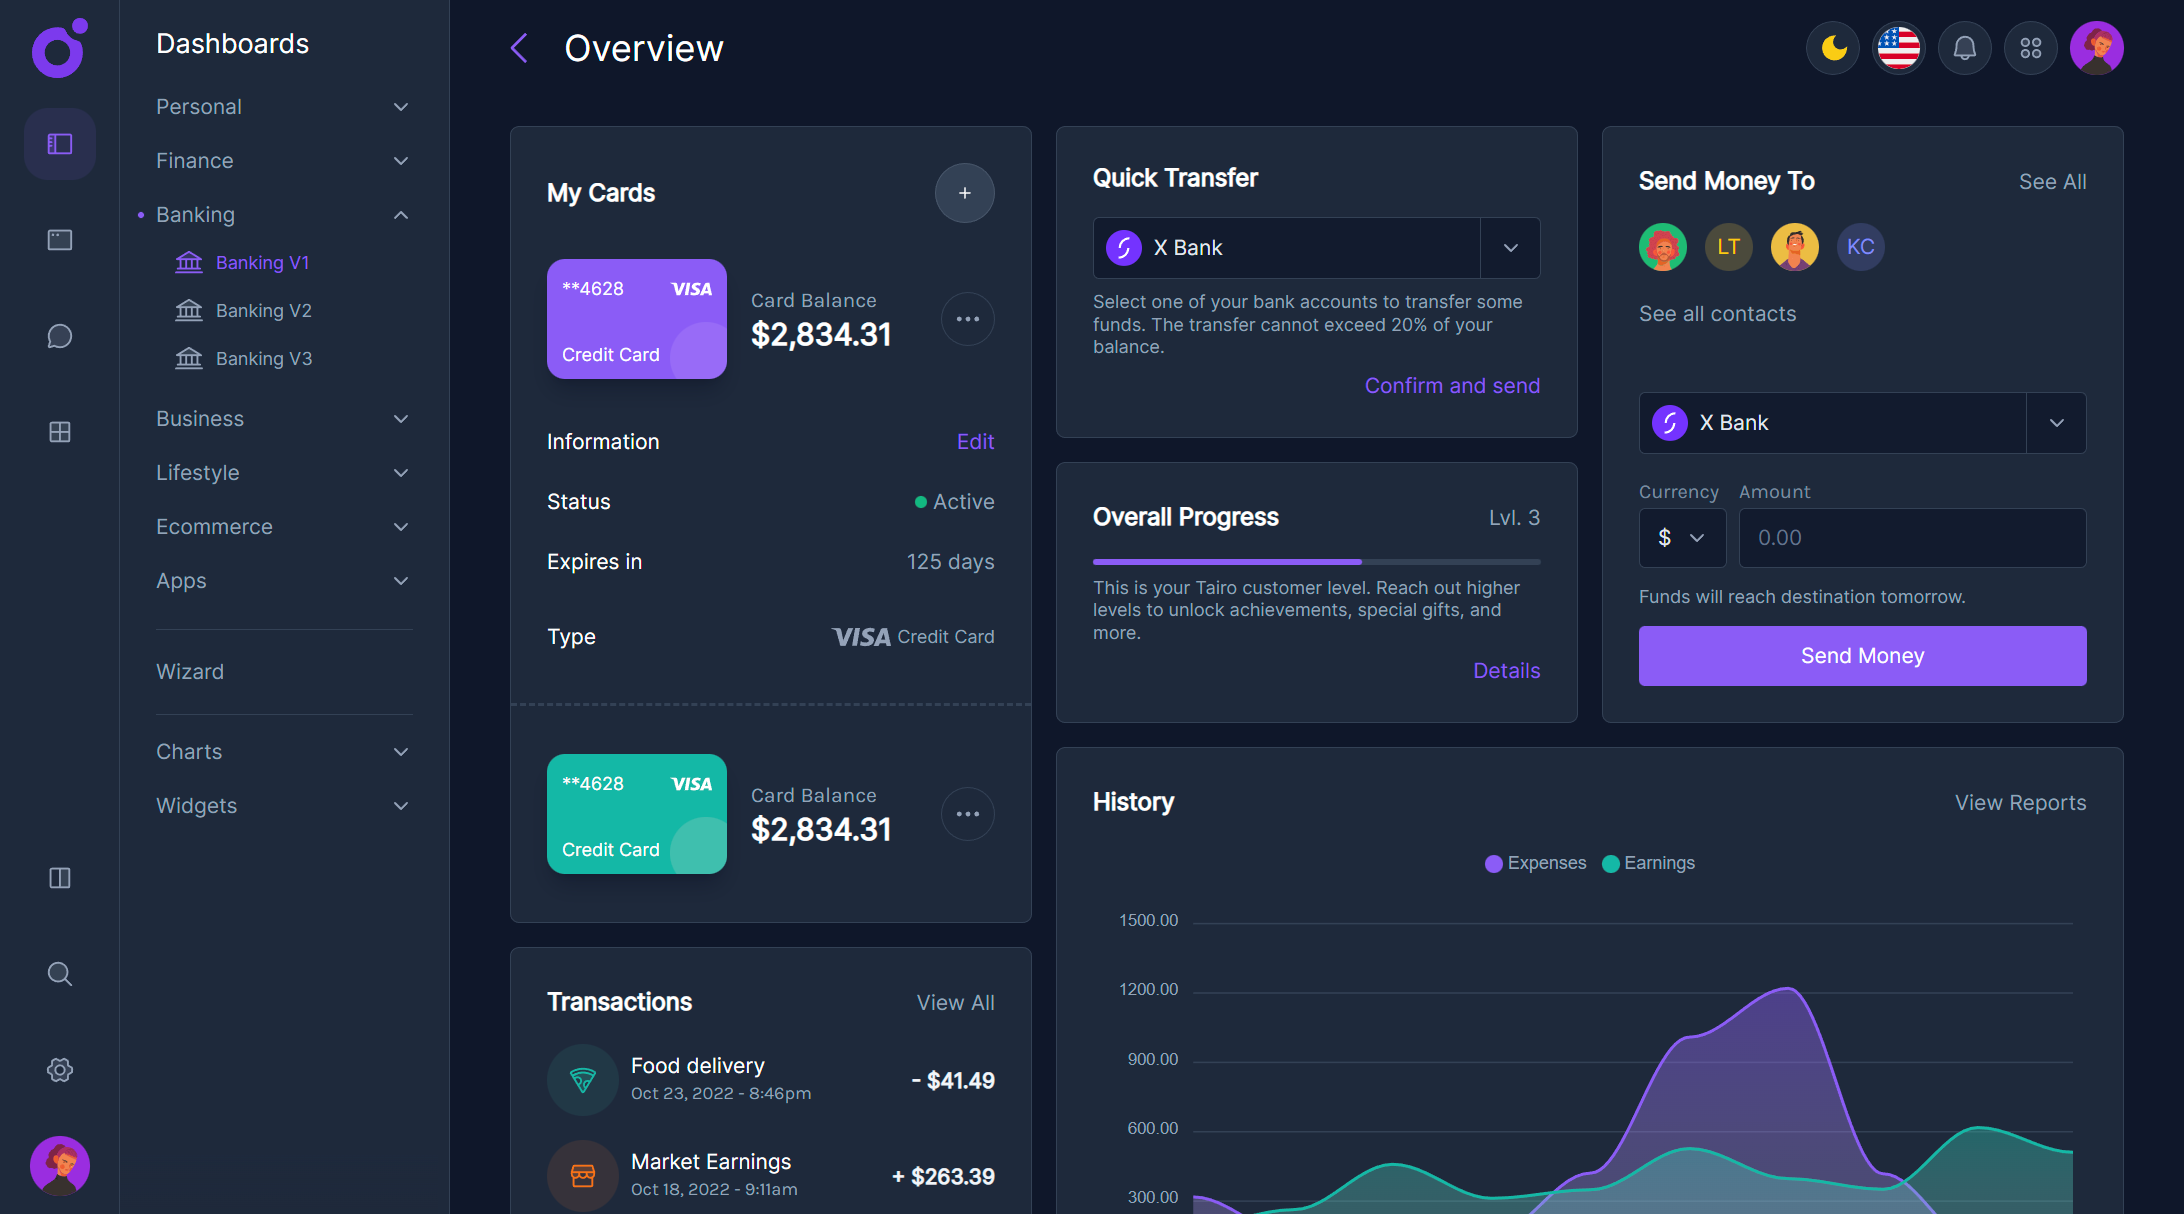 Dashboards
Personal
Finance
Banking
Banking V1
Banking V2
Banking V3
Business
Lifestyle
Ecommerce
Apps
Wizard
Charts
Widgets
Overview
My Cards
+
**4628 VISA
Credit Card
Card Balance
$2,834.31
Information Edit
Status Active
Expires in 125 days
Type VISA Credit Card
**4628 VISA
Credit Card
Card Balance
$2,834.31
Transactions View All
Food delivery
Oct 23, 2022 - 8:46pm
- $41.49
Market Earnings
Oct 18, 2022 - 9:11am
+ $263.39
Quick Transfer
X Bank
Select one of your bank accounts to transfer some
funds. The transfer cannot exceed 20% of your
balance.
Confirm and send
Overall Progress Lvl. 3
This is your Tairo customer level. Reach out higher
levels to unlock achievements, special gifts, and
more.
Details
Send Money To See All
LT KC
See all contacts
X Bank
Currency Amount
$ 0.00
Funds will reach destination tomorrow.
Send Money
History View Reports
Expenses Earnings
1500.00
1200.00
900.00
600.00
300.00